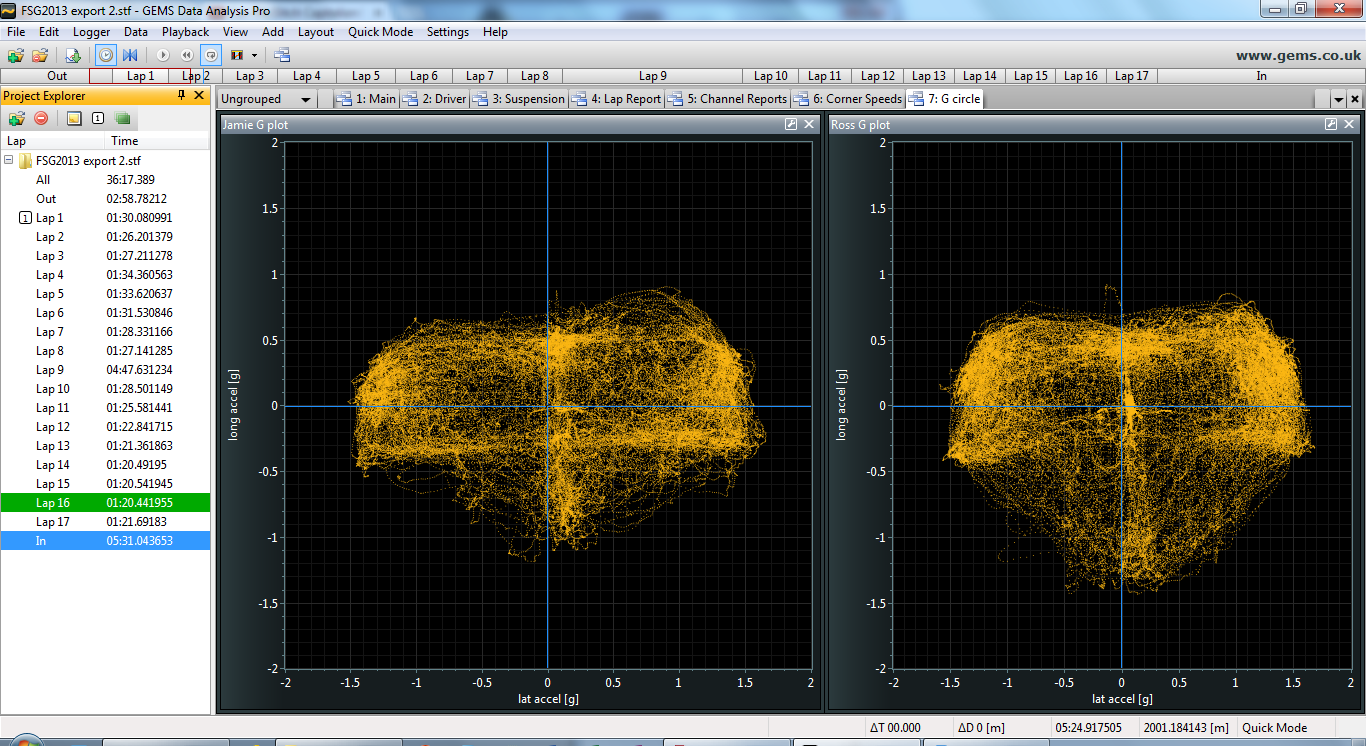 FSG2013 export 2.stf - GEMS Data Analysis Pro
File Edit Logger Data Playback View Add Layout Quick Mode Settings Help
www.gems.co.uk
Out Lap 1 Lap 2 Lap 3 Lap 4 Lap 5 Lap 6 Lap 7 Lap 8 Lap 9 Lap 10 Lap 11 Lap 12 Lap 13 Lap 14 Lap 15 Lap 16 Lap 17 In
Project Explorer
Ungrouped 1: Main 2: Driver 3: Suspension 4: Lap Report 5: Channel Reports 6: Corner Speeds 7: G circle
1
Lap Time
FSG2013 export 2.stf
All 36:17.389
Out 02:58.78212
1 Lap 1 01:30.080991
Lap 2 01:26.201379
Lap 3 01:27.211278
Lap 4 01:34.360563
Lap 5 01:33.620637
Lap 6 01:31.530846
Lap 7 01:28.331166
Lap 8 01:27.141285
Lap 9 04:47.631234
Lap 10 01:28.501149
Lap 11 01:25.581441
Lap 12 01:22.841715
Lap 13 01:21.361863
Lap 14 01:20.49195
Lap 15 01:20.541945
Lap 16 01:20.441955
Lap 17 01:21.69183
In 05:31.043653
Jamie G plot
2
1.5
1
0.5
0
-0.5
-1
-1.5
-2
long accel [g]
-2 -1.5 -1 -0.5 0 0.5 1 1.5 2
lat accel [g]
Ross G plot
2
1.5
1
0.5
0
-0.5
-1
-1.5
-2
long accel [g]
-2 -1.5 -1 -0.5 0 0.5 1 1.5 2
lat accel [g]
ΔT 00.000 ΔD 0 [m] 05:24.917505 2001.184143 [m] Quick Mode